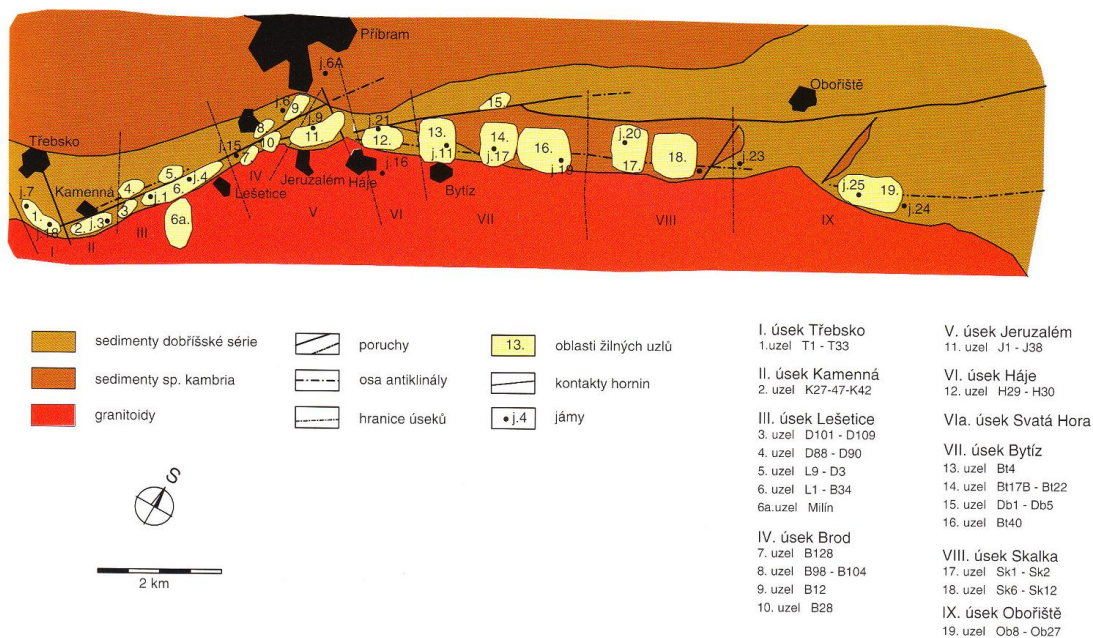 Příbram
j.6A
Obořiště
j.6
9.
15.
8.
j.9
j.21
13.
j.20
Třebsko
j.15
10.
11.
12.
14.
16.
j.23
7.
j.11
j.17
17.
18.
5.
IV
j.16
j.19
j.7
Kamenná
4.
6.
j.4
Lešetice
Jeruzalém
Háje
Bytíz
j.25
19.
j.1
1.
3.
6a.
j.24
j.18
2.
j.3
V
VI
VII
VIII
IX
I
II
III
sedimenty dobříšské série
sedimenty sp. kambria
granitoidy
poruchy
osa antiklinály
hranice úseků
13.
oblasti žilných uzlů
kontakty hornin
j.4
jámy
S
2 km
I. úsek Třebsko
1.uzel T1 - T33
II. úsek Kamenná
2. uzel K27-47-K42
III. úsek Lešetice
3. uzel D101 - D109
4. uzel D88 - D90
5. uzel L9 - D3
6. uzel L1 - B34
6a.uzel Milín
IV. úsek Brod
7. uzel B128
8. uzel B98 - B104
9. uzel B12
10. uzel B28
V. úsek Jeruzalém
11. uzel J1 - J38
VI. úsek Háje
12. uzel H29 - H30
VIa. úsek Svatá Hora
VII. úsek Bytíz
13. uzel Bt4
14. uzel Bt17B - Bt22
15. uzel Db1 - Db5
16. uzel Bt40
VIII. úsek Skalka
17. uzel Sk1 - Sk2
18. uzel Sk6 - Sk12
IX. úsek Obořiště
19. uzel Ob8 - Ob27